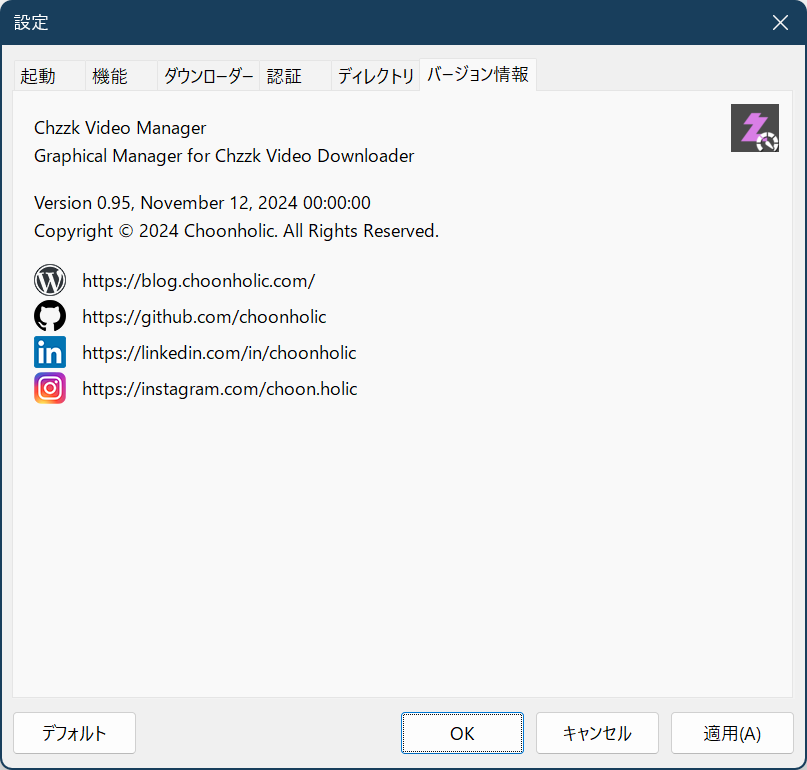 設定
起動
機能
ダウンローダー
認証
ディレクトリ
バージョン情報
Chzzk Video Manager
Graphical Manager for Chzzk Video Downloader
Version 0.95, November 12, 2024 00:00:00
Copyright © 2024 Choonholic. All Rights Reserved.
https://blog.choonholic.com/
https://github.com/choonholic
https://linkedin.com/in/choonholic
https://instagram.com/choon.holic
デフォルト
OK
キャンセル
適用(A)